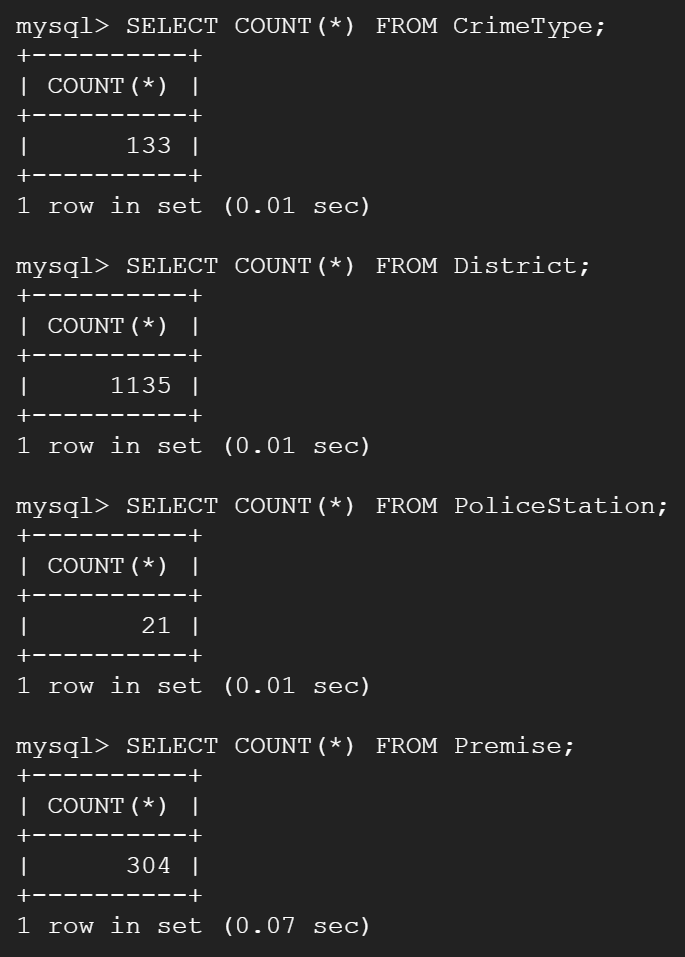 mysql> SELECT COUNT(*) FROM CrimeType;
+----------+
| COUNT(*) |
+----------+
|      133 |
+----------+
1 row in set (0.01 sec)

mysql> SELECT COUNT(*) FROM District;
+----------+
| COUNT(*) |
+----------+
|     1135 |
+----------+
1 row in set (0.01 sec)

mysql> SELECT COUNT(*) FROM PoliceStation;
+----------+
| COUNT(*) |
+----------+
|       21 |
+----------+
1 row in set (0.01 sec)

mysql> SELECT COUNT(*) FROM Premise;
+----------+
| COUNT(*) |
+----------+
|      304 |
+----------+
1 row in set (0.07 sec)